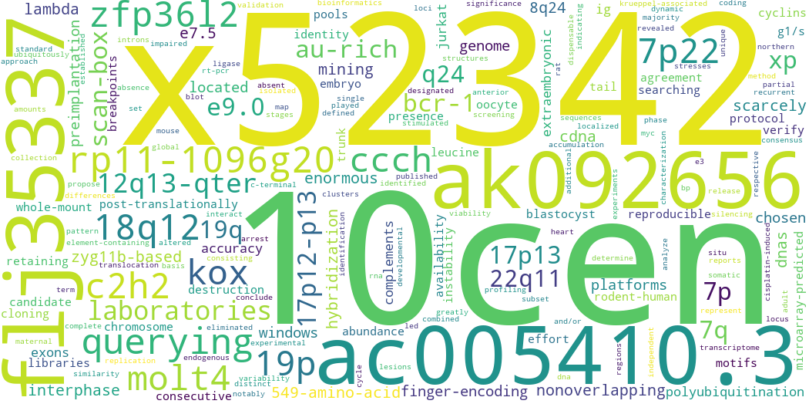 lambda
zfp36l2
e7.5
pools
identity
au-rich
jurkat
8q24
ig
krumppel-associated
loci
dynamic
majority
revealed
coding
cyclins
g1/s
validation
bioinformatics
significance
x52342
flj35337
preimplantation
scan-box
breakpoints
introns
impaired
ligase
rt-pcr
absent
isolated
blot
map
absence
set
mouse
stages
standard
approach
ubiquitously
established
located
e9.0
mining
embryo
single
played
defined
genome
structures
q24
bcr-1
oocyte
presence
anterior
designated
screening
stimulated
extraembryonic
synthesis
localized
tail
cdna
rat
indicating
dispensable
7p22
agreement
searching
stresses
phase
myc
unique
xp
northern
partial
recurrent
scarcely
method
protocol
verify
consensus
amounts
collection
global
rp11-1096g20
trunk
ccch
leucine
ak092656
sequences
additional
accumulation
experiments
characterization
e3
bp
release
respective
silencing
12q13-qter
enormous
c-terminal
identified
published
propose
differences
whole-mount
post-translationally
clusters
viability
blastocyst
reproducible
chosen
retaining
pattern
interact
18q12
19q
element-containing
altered
zyg11b-based
accuracy
arrest
translocation
basis
consisting
term
conclude
candidate
cloning
c2h2
kox
destruction
laboratories
17p12-p13
hybridization
identification
complements
developmental
rna
10cen
availability
instability
heart
17p13
22q11
determine
situ
reports
profiling
subset
platforms
rodent-human
analyze
somatic
7p
represent
cisplatin-induced
dnas
adult
predicted
microarray
complete
chromosome
eliminated
windows
libraries
exons
experimental
maternal
replication
endogenous
similarity
variability
distinct
notably
querying
molt4
interphase
consecutive
19p
ac005410.3
abundance
led
cycle
lesions
greatly
combined
and/or
effort
dna
regions
independent
7q
locus
transcriptome
motifs
549-amino-acid
finger-encoding
nonoverlapping
polyubiquitination